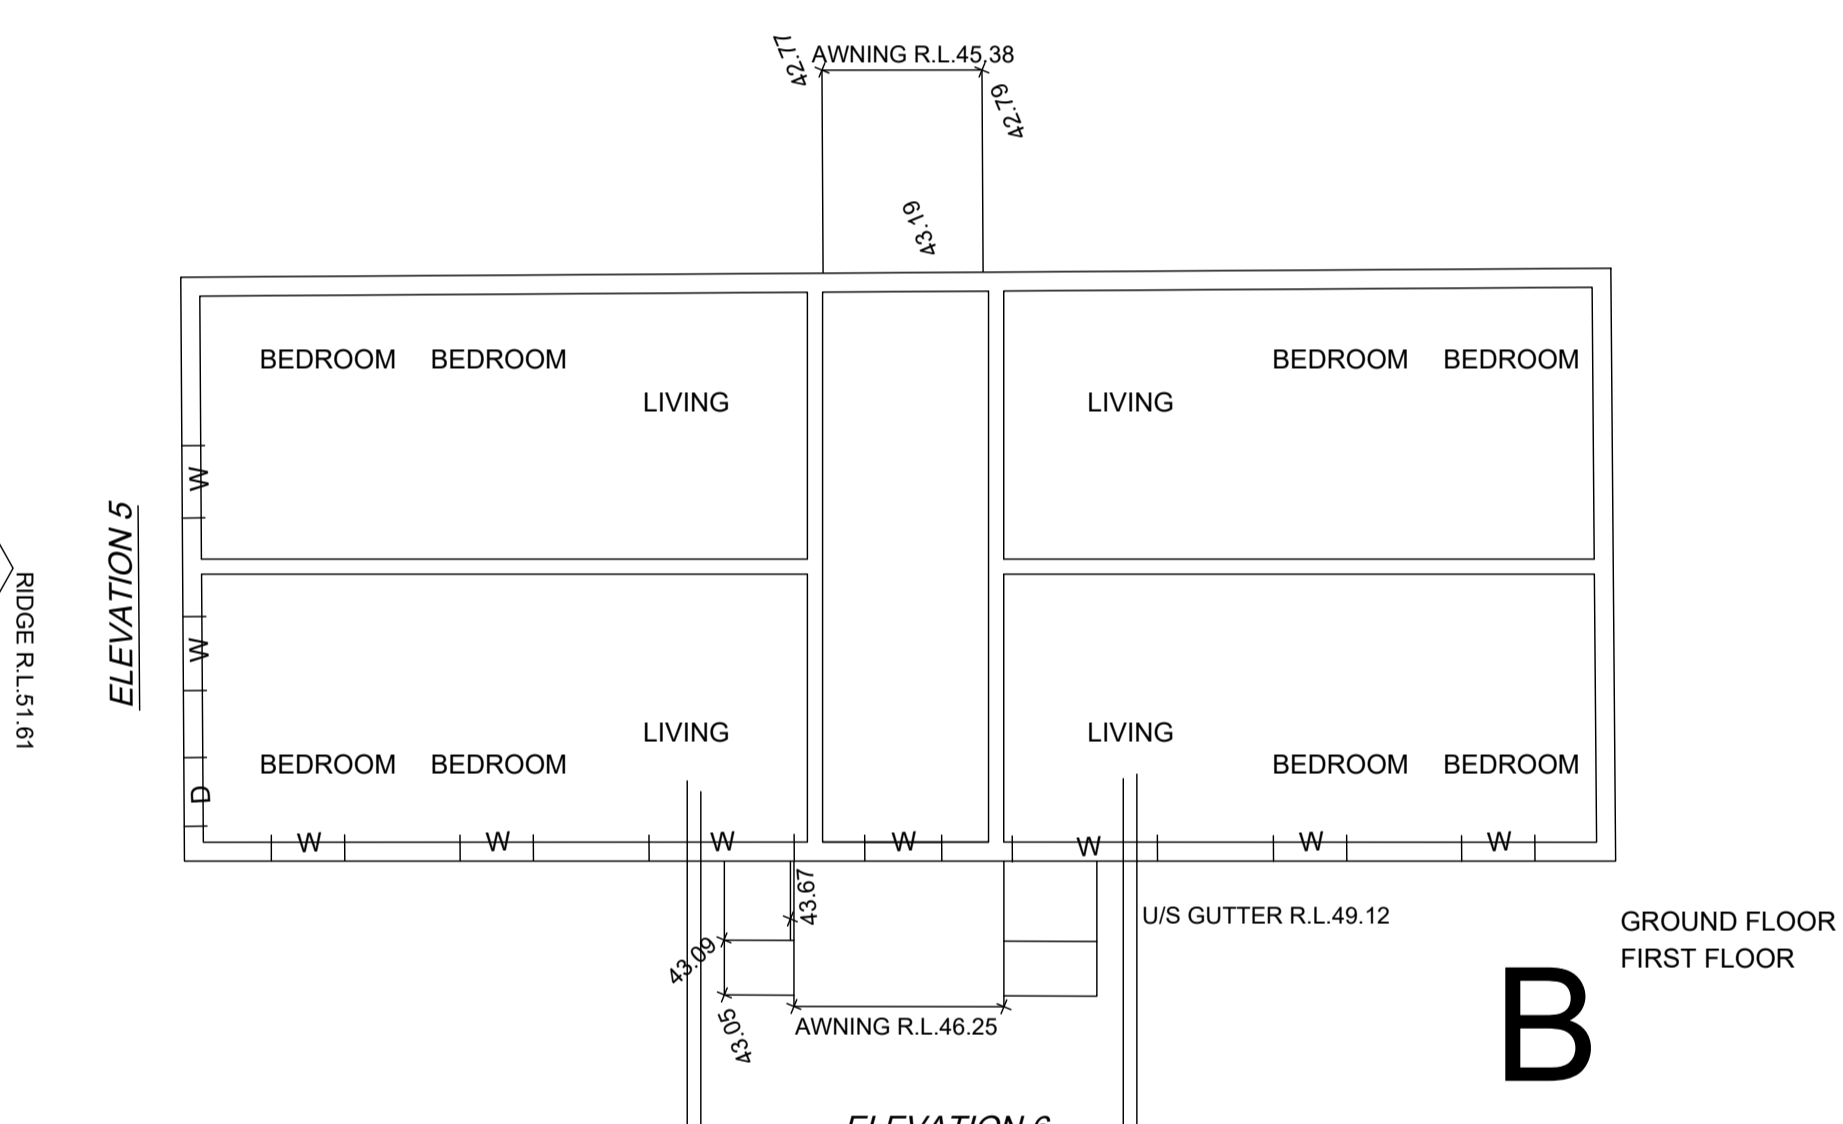 42.77
AWNING R.L.45.38
42.79
43.19
BEDROOM BEDROOM
BEDROOM BEDROOM
LIVING
LIVING
W
ELEVATION 5
RIDGE R.L.51.61
W
LIVING
LIVING
BEDROOM BEDROOM
BEDROOM BEDROOM
D
W W W W W W W
43.67
U/S GUTTER R.L.49.12
GROUND FLOOR
FIRST FLOOR
43.09
43.05
AWNING R.L.46.25
B
ELEVATION 6